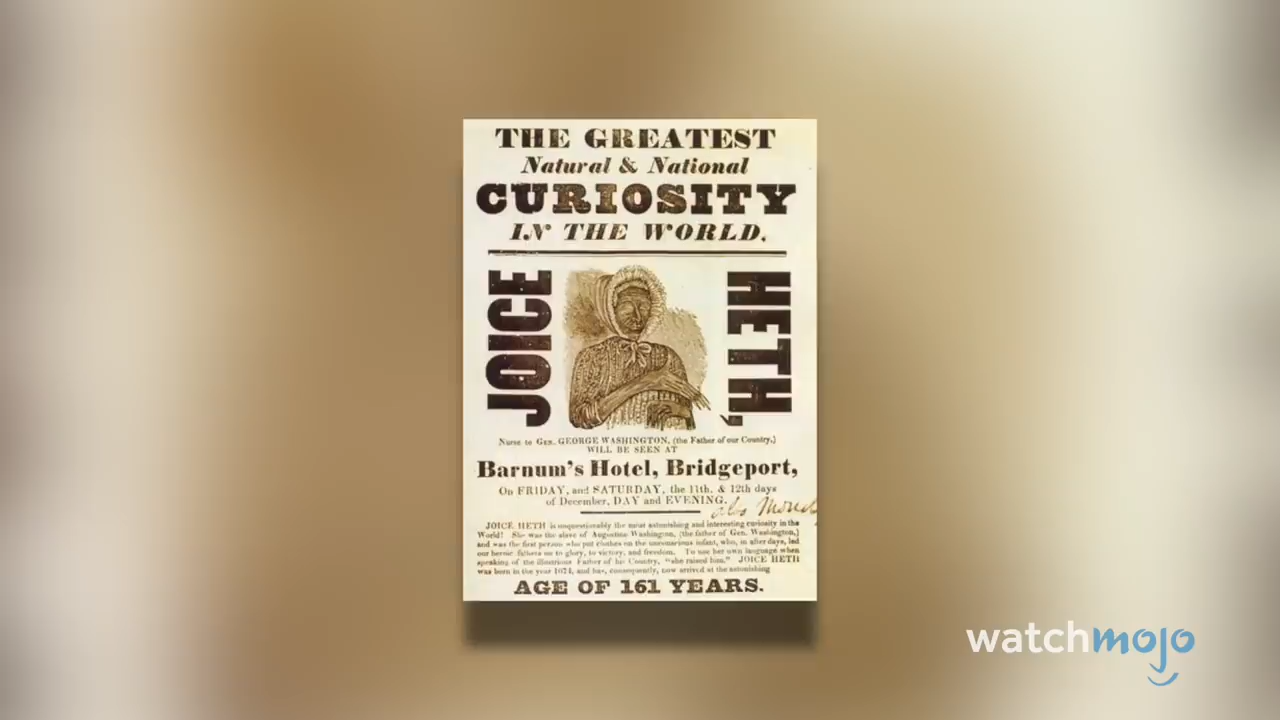 THE GREATEST
Natural & National
CURIOSITY
IN THE WORLD.
JOICE
HETH,
Nurse to GEN. GEORGE WASHINGTON, (the Father of our Country,)
WILL BE SEEN AT
Barnum's Hotel, Bridgeport,
On FRIDAY, and SATURDAY, the 11th. & 12th days
of December, DAY and EVENING.
also
JOICE HETH is unquestionably the most astonishing and interesting curiosity in the
World! She was the slave of Augustine Washington, (the father of Gen. Washington,)
and was the first person who put clothes on the unconscious infant, who, in after days, led
our heroic fathers on to glory, to victory, and freedom. To use her own language when
speaking of the illustrious Father of his Country, "she raised him." JOICE HETH
was born in the year 1674, and has, consequently, now arrived at the astonishing
AGE OF 161 YEARS.
watchmojo